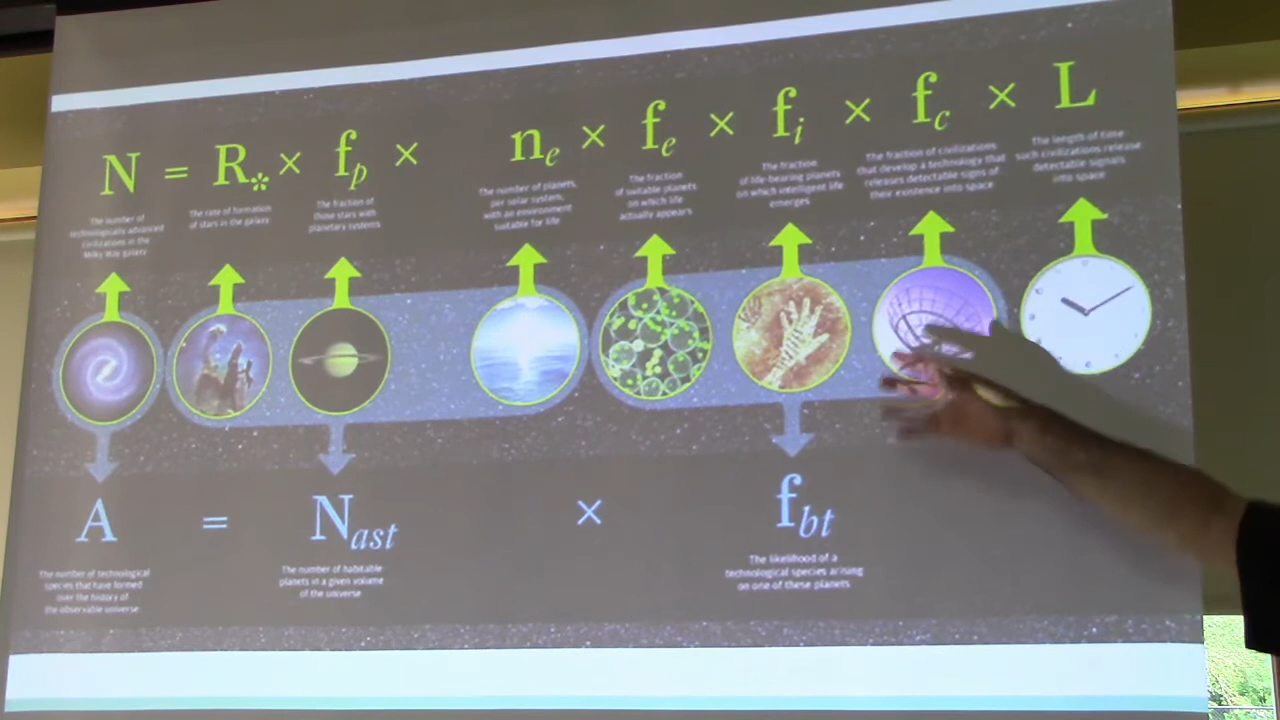 N = R* × fp × ne × fe × fi × fc × L
The number of
technologically advanced
civilizations in the
Milky Way galaxy
The rate of formation
of stars in the galaxy
The fraction of
those stars with
planetary systems
The number of planets,
per solar system,
with an environment
suitable for life
The fraction
of suitable planets
on which life
actually appears
The fraction
of life-bearing planets
on which intelligent life
emerges
The fraction of civilizations
that develop a technology that
releases detectable signs of
their existence into space
The length of time
such civilizations release
detectable signals
into space
A = Nast × fbt
The number of technological
species that have formed
over the history of
the observable universe
The number of habitable
planets in a given volume
of the universe
The likelihood of a
technological species arising
on one of these planets